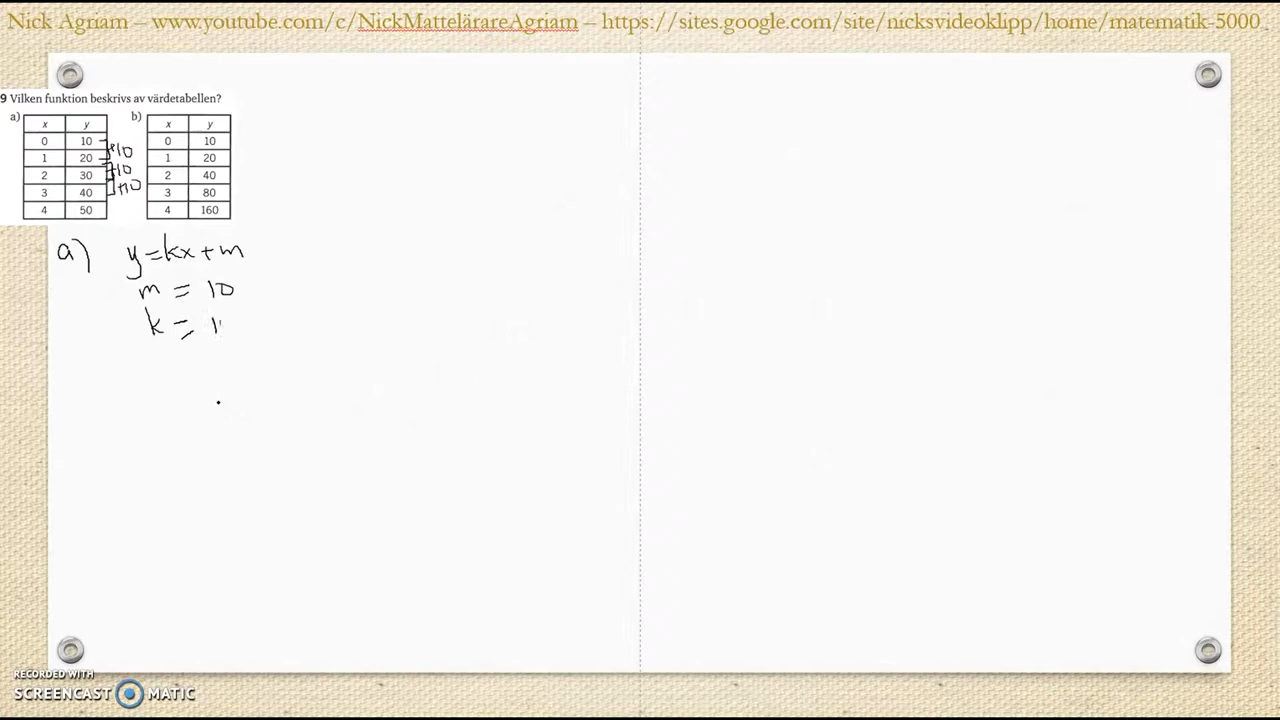 Nick Agriam – www.youtube.com/c/NickMattelärareAgriam – https://sites.google.com/site/nicksvideoklipp/home/matematik-5000
9 Vilken funktion beskrivs av värdetabellen?
a)
x y
0 10
1 20
2 30
3 40
4 50
+10
+10
+10
b)
x y
0 10
1 20
2 40
3 80
4 160
a) y=kx+m
m = 10
k = 1
RECORDED WITH
SCREENCAST MATIC